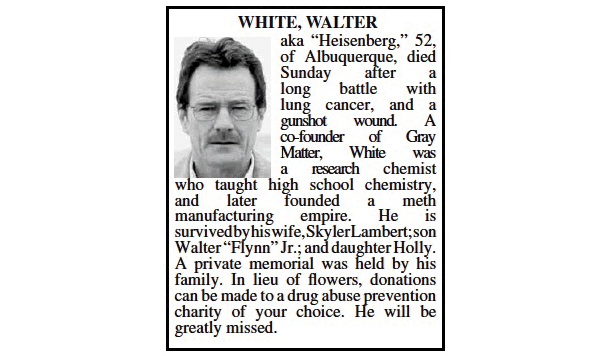 WHITE, WALTER
aka “Heisenberg,” 52,
of Albuquerque, died
Sunday after a
long battle with
lung cancer, and a
gunshot wound. A
co-founder of Gray
Matter, White was
a research chemist
who taught high school chemistry,
and later founded a meth
manufacturing empire. He is
survived by his wife, Skyler Lambert; son
Walter “Flynn” Jr.; and daughter Holly.
A private memorial was held by his
family. In lieu of flowers, donations
can be made to a drug abuse prevention
charity of your choice. He will be
greatly missed.